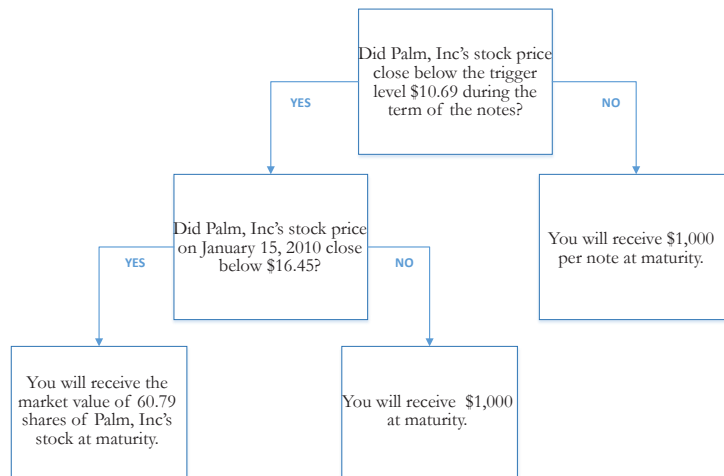 Did Palm, Inc’s stock price
close below the trigger
level $10.69 during the
term of the notes?
YES
NO
Did Palm, Inc’s stock price
on January 15, 2010 close
below $16.45?
You will receive $1,000
per note at maturity.
YES
NO
You will receive the
market value of 60.79
shares of Palm, Inc’s
stock at maturity.
You will receive $1,000
at maturity.